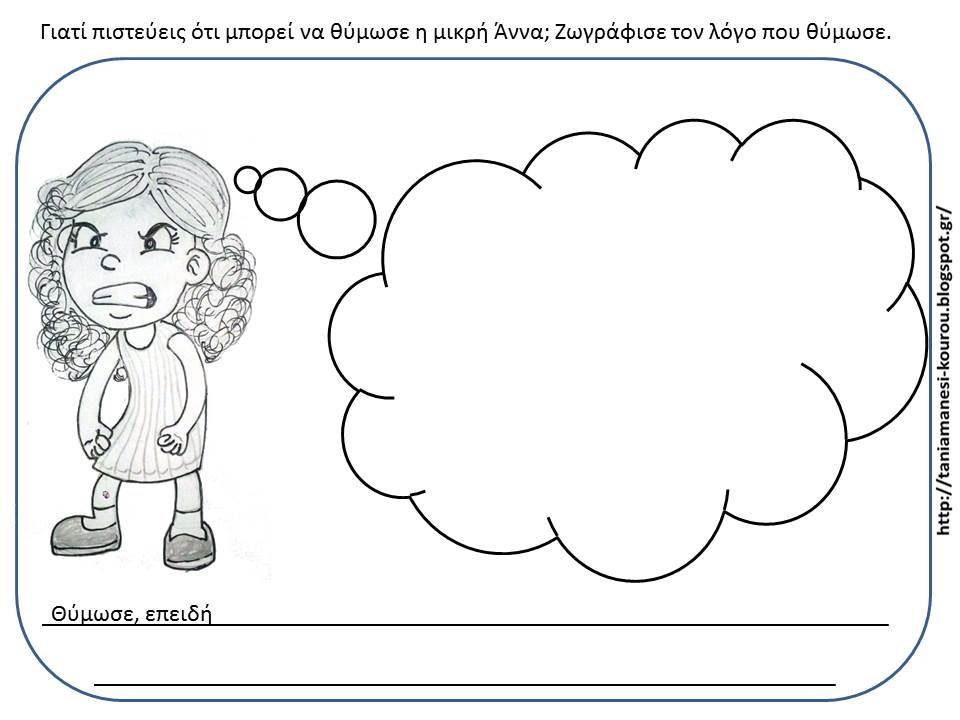 Γιατί πιστεύεις ότι μπορεί να θύμωσε η μικρή Άννα; Ζωγράφισε τον λόγο που θύμωσε.
http://taniamanesi-kourou.blogspot.gr/
Θύμωσε, επειδή